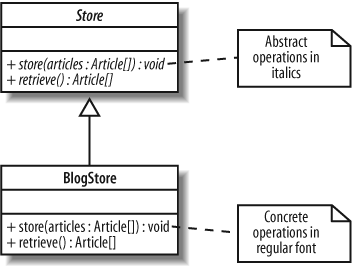 Store
+ store(articles : Article[]) : void
+ retrieve() : Article[]
Abstract
operations in
italics
BlogStore
+ store(articles : Article[]) : void
+ retrieve() : Article[]
Concrete
operations in
regular font